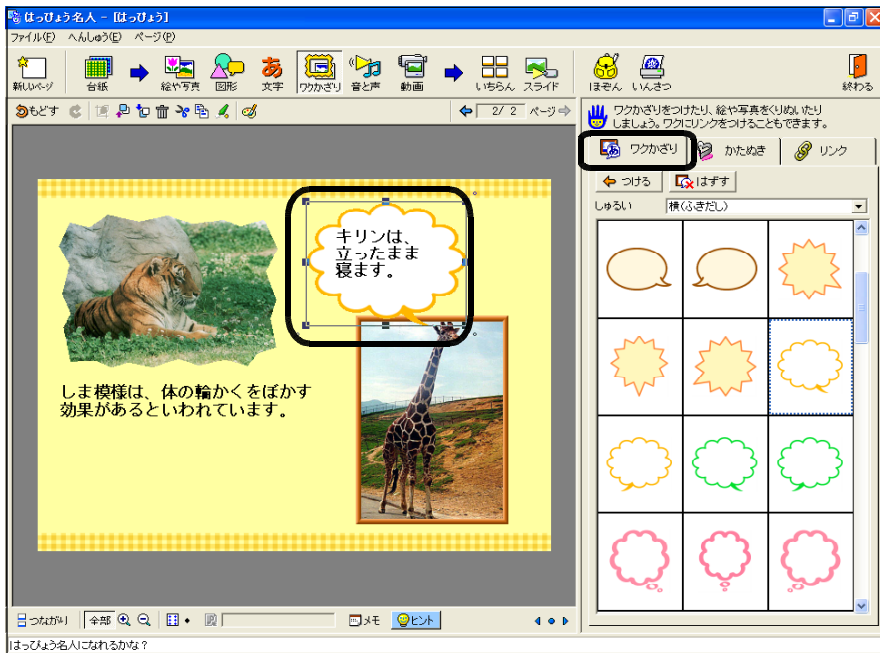 はっぴょう名人 - [はっぴょう]
ファイル(F) へんしゅう(E) ページ(P)
新しいページ 台紙 絵や写真 図形 文字 ワクかざり 音と声 動画 いちらん スライド ほぞん いんさつ 終わる
もどす 2/ 2 ページ
ワクかざりをつけたり、絵や写真をくりぬいたり
しましょう。ワクにリンクをつけることもできます。
ワクかざり かたぬき リンク
つける はずす
しゅるい 横(ふきだし)
キリンは、
立ったまま
寝ます。
しま模様は、体の輪かくをぼかす
効果があるといわれています。
つながり 全部 メモ ヒント
はっぴょう名人になれるかな？